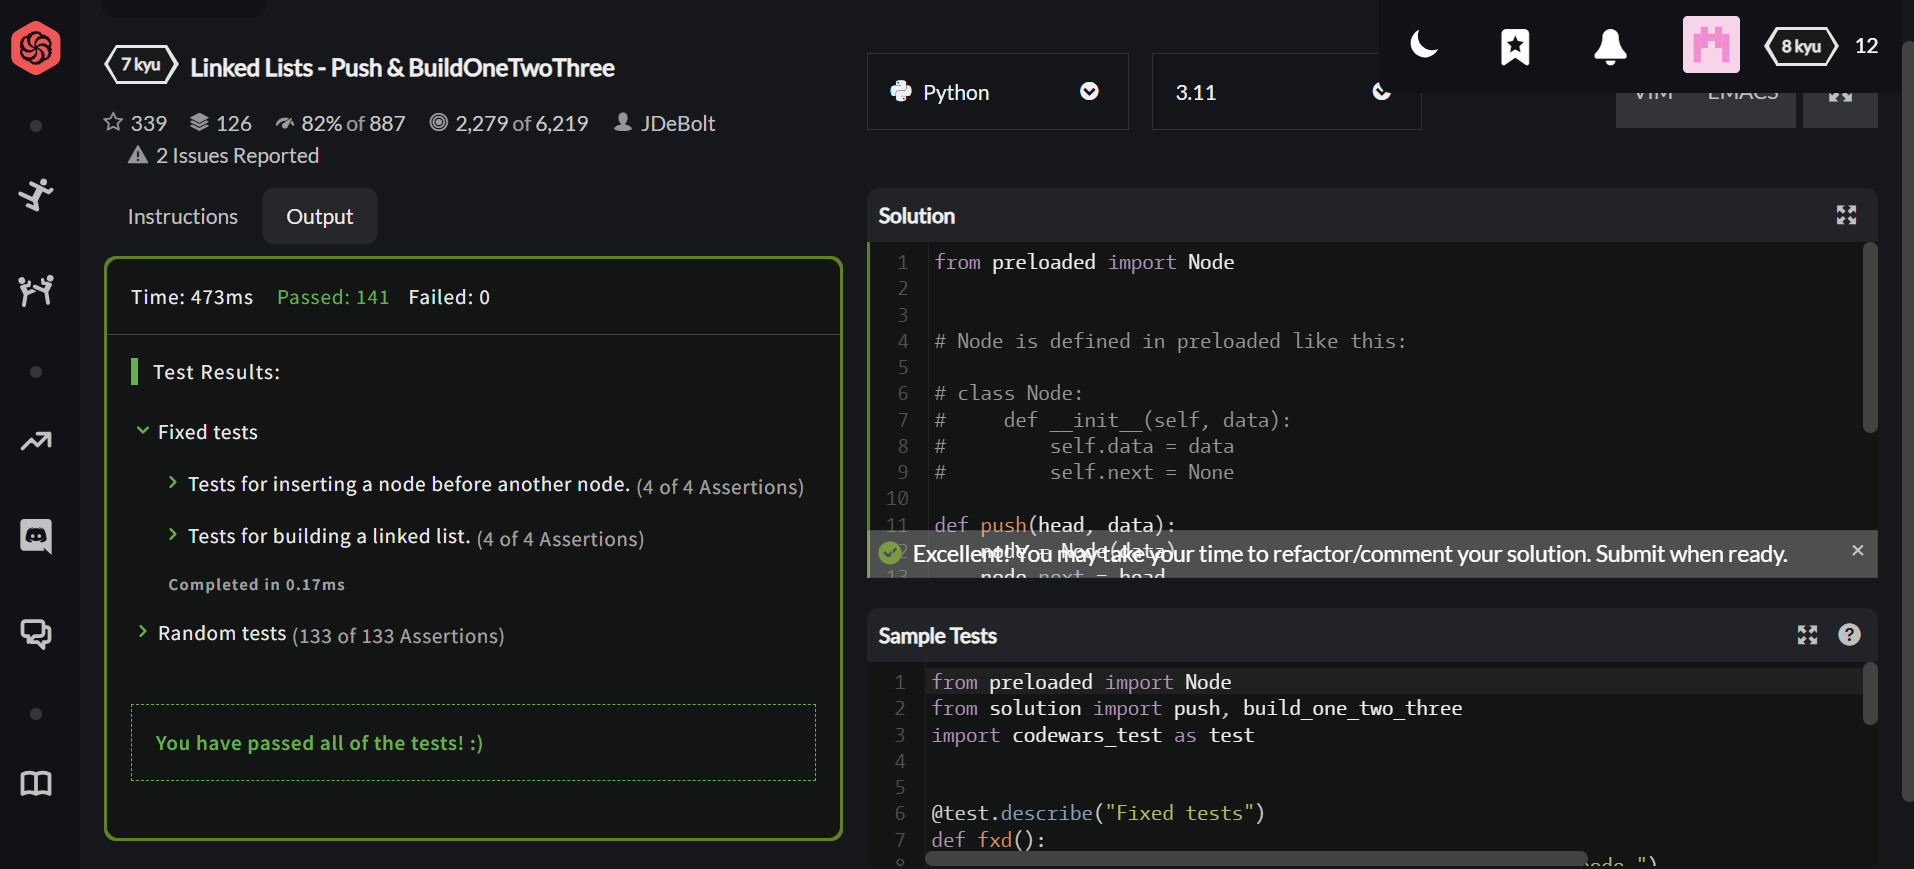 7 kyu Linked Lists - Push & BuildOneTwoThree
339 126 82% of 887 2,279 of 6,219 JDeBolt
2 Issues Reported
Instructions Output
Time: 473ms Passed: 141 Failed: 0
Test Results:
Fixed tests
Tests for inserting a node before another node. (4 of 4 Assertions)
Tests for building a linked list. (4 of 4 Assertions)
Completed in 0.17ms
Random tests (133 of 133 Assertions)
You have passed all of the tests! :)
8 kyu 12
Python 3.11 VIM EMACS
Solution
1 from preloaded import Node
2
3
4 # Node is defined in preloaded like this:
5
6 # class Node:
7 #     def __init__(self, data):
8 #         self.data = data
9 #         self.next = None
10
11 def push(head, data):
12     node = Node(data)
Excellent! You may take your time to refactor/comment your solution. Submit when ready.
13     node.next = head
Sample Tests
1 from preloaded import Node
2 from solution import push, build_one_two_three
3 import codewars_test as test
4
5
6 @test.describe("Fixed tests")
7 def fxd():
8 node.")